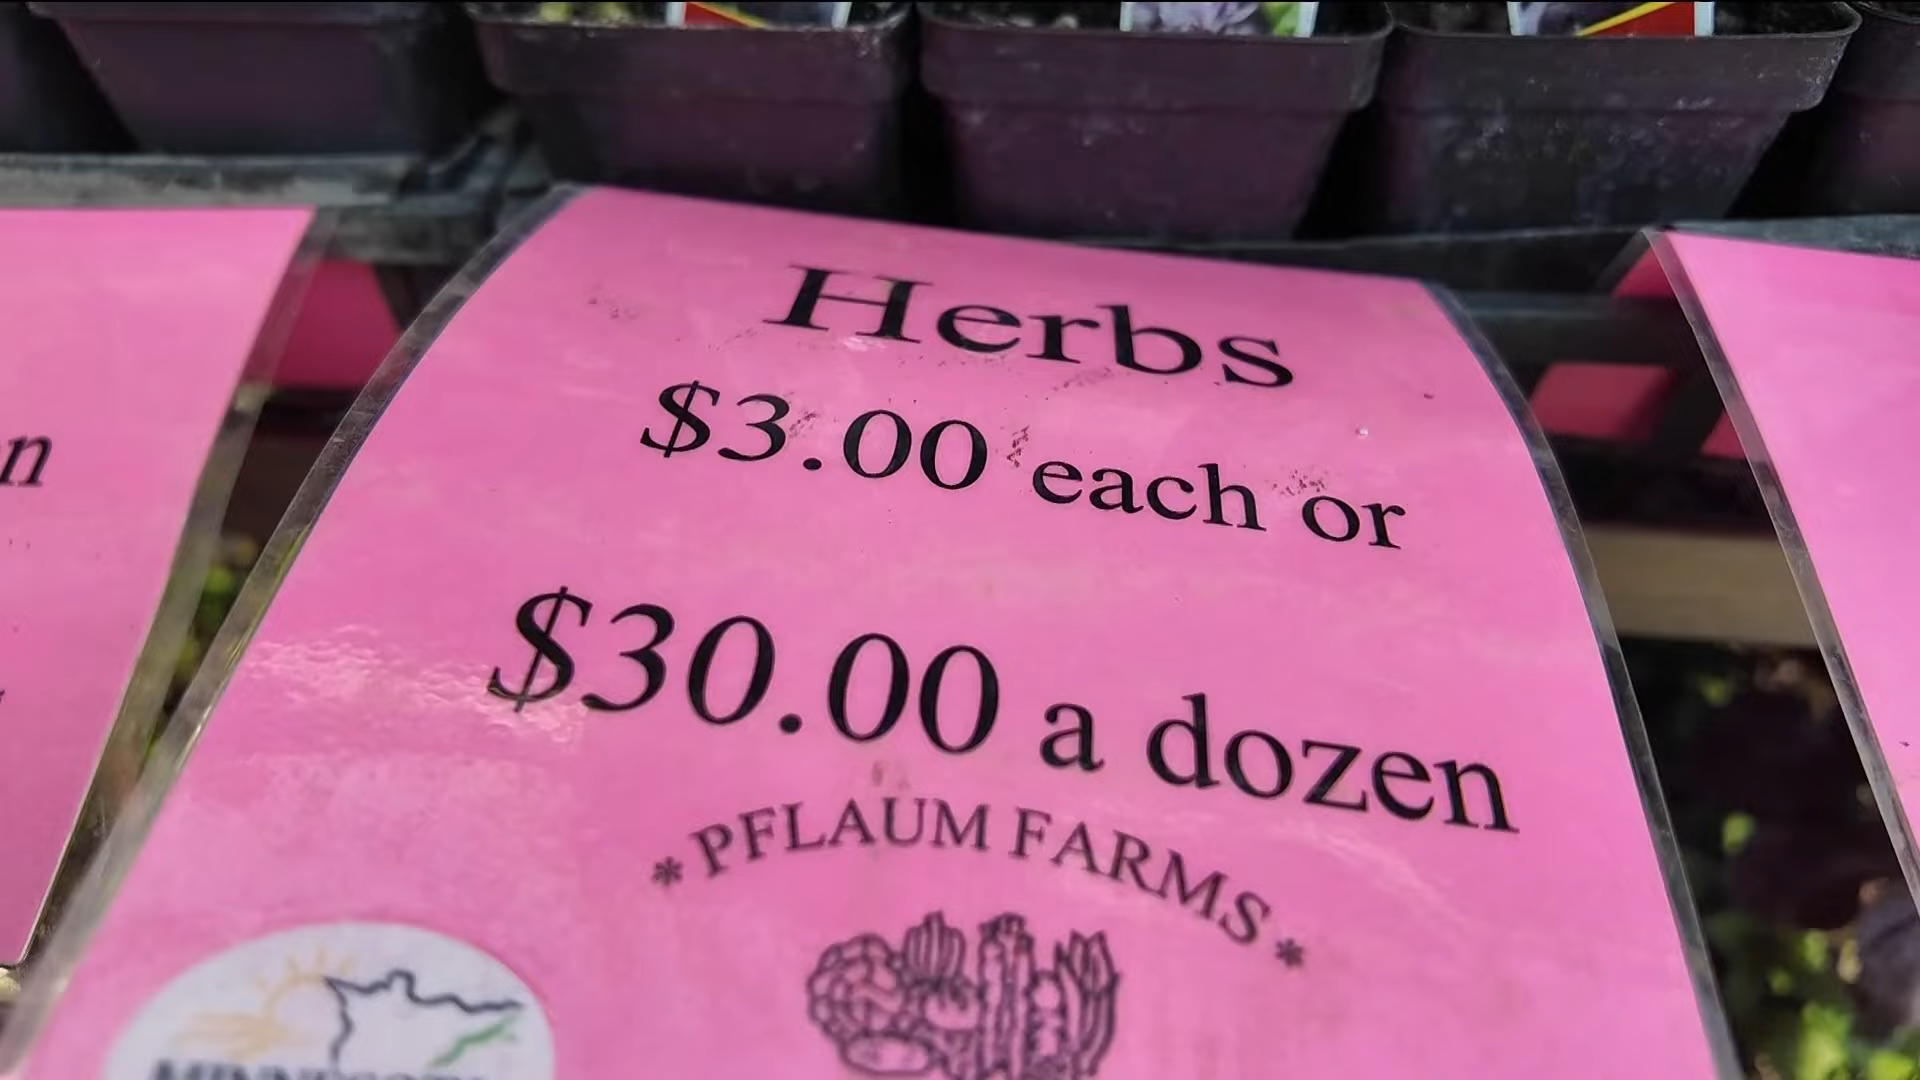 Herbs
$3.00 each or
$30.00 a dozen
* PFLAUM FARMS *
n